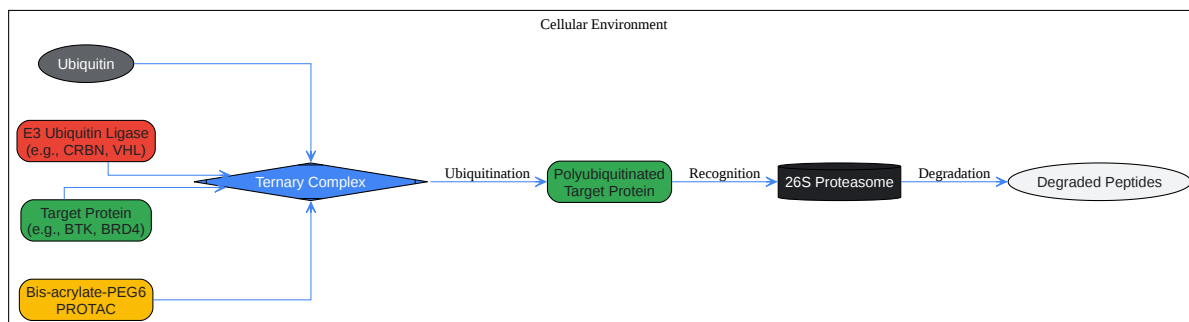 Cellular Environment
Ubiquitin
E3 Ubiquitin Ligase
(e.g., CRBN, VHL)
Ternary Complex
Ubiquitination
Polyubiquitinated
Target Protein
Recognition
26S Proteasome
Degradation
Degraded Peptides
Target Protein
(e.g., BTK, BRD4)
Bis-acrylate-PEG6
PROTAC